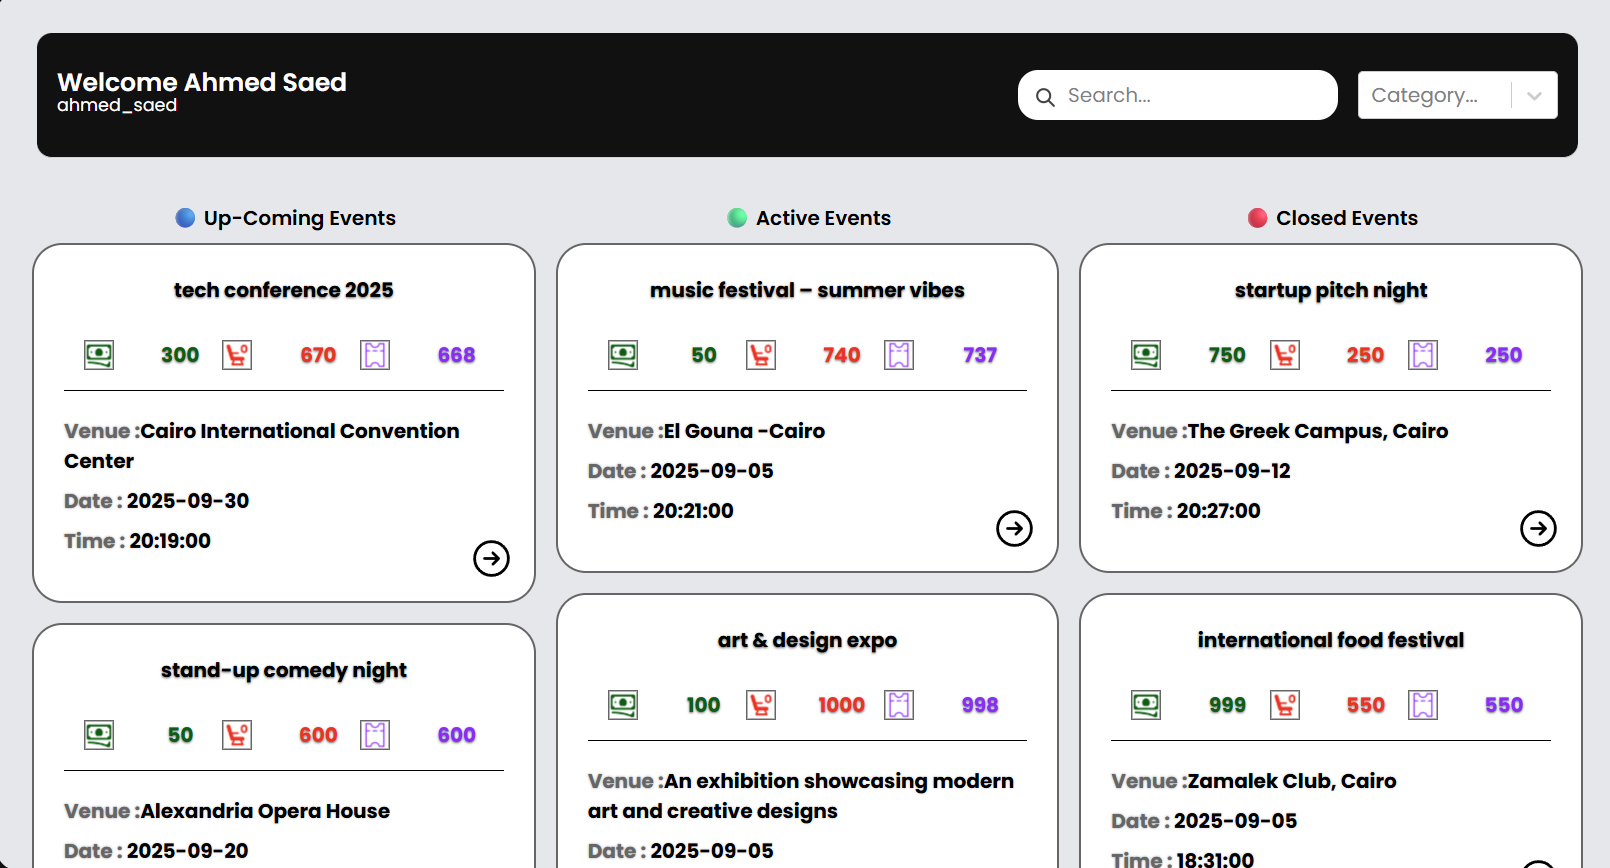 Welcome Ahmed Saed
ahmed_saed
Search...
Category...
Up-Coming Events
tech conference 2025
300 670 668
Venue :Cairo International Convention
Center
Date : 2025-09-30
Time : 20:19:00
stand-up comedy night
50 600 600
Venue :Alexandria Opera House
Date : 2025-09-20
Active Events
music festival – summer vibes
50 740 737
Venue :El Gouna -Cairo
Date : 2025-09-05
Time : 20:21:00
art & design expo
100 1000 998
Venue :An exhibition showcasing modern
art and creative designs
Date : 2025-09-05
Closed Events
startup pitch night
750 250 250
Venue :The Greek Campus, Cairo
Date : 2025-09-12
Time : 20:27:00
international food festival
999 550 550
Venue :Zamalek Club, Cairo
Date : 2025-09-05
Time : 18:31:00